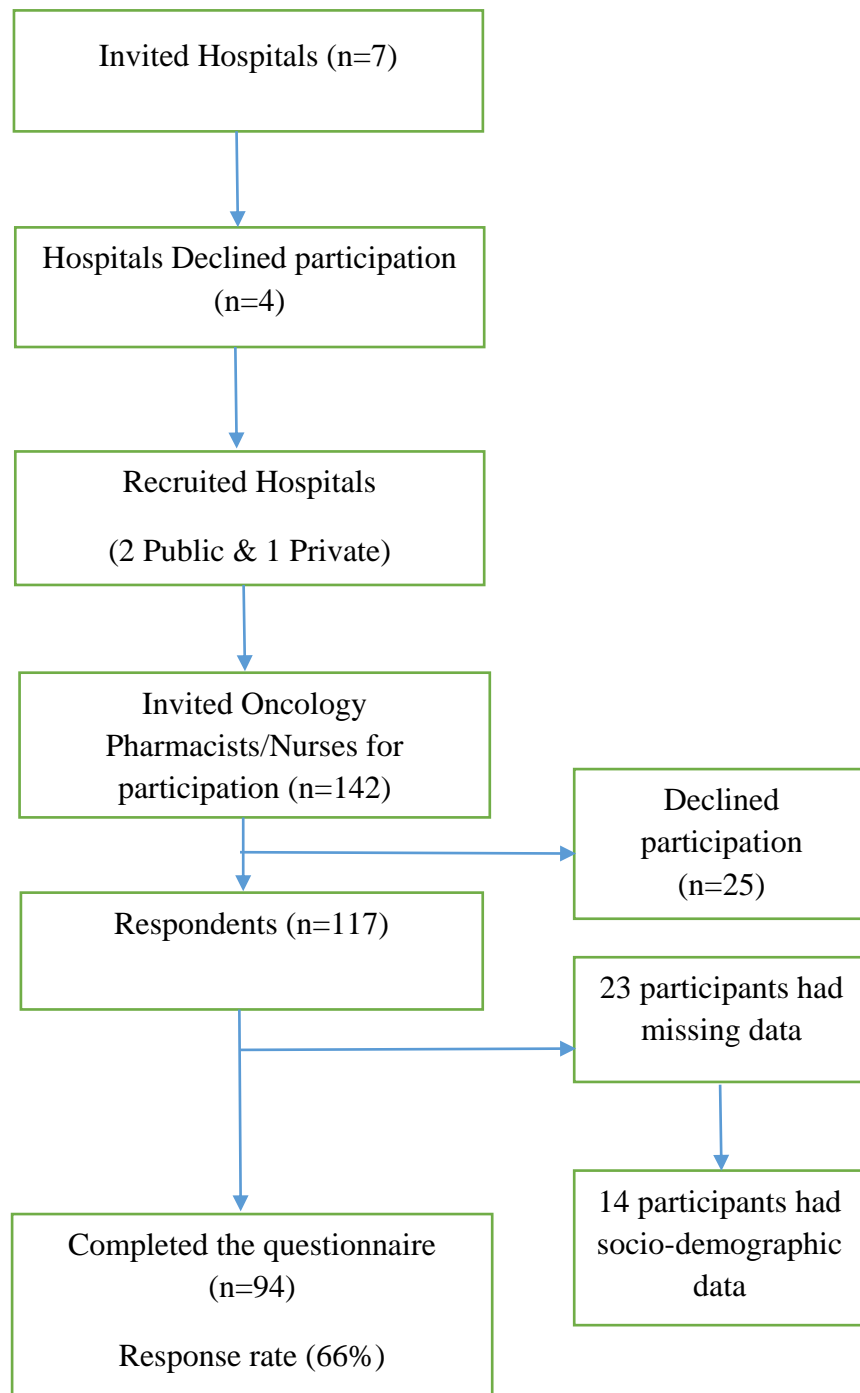 Invited Hospitals (n=7)
Hospitals Declined participation
(n=4)
Recruited Hospitals
(2 Public & 1 Private)
Invited Oncology
Pharmacists/Nurses for
participation (n=142)
Declined
participation
(n=25)
Respondents (n=117)
23 participants had
missing data
14 participants had
socio-demographic
data
Completed the questionnaire
(n=94)
Response rate (66%)